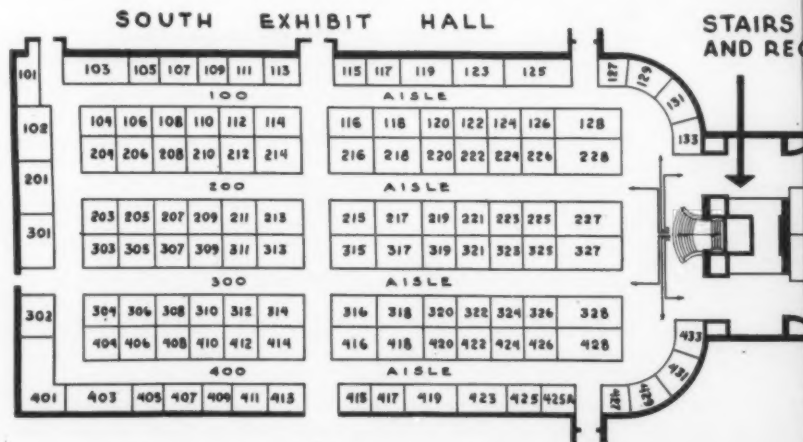 SOUTH EXHIBIT HALL
STAIRS
AND REC
101
103 105 107 109 111 113 115 117 119 123 125 127 129 131 133
100 AISLE
102
104 106 108 110 112 114 116 118 120 122 124 126 128
204 206 208 210 212 214 216 218 220 222 224 226 228
201
200 AISLE
301
203 205 207 209 211 213 215 217 219 221 223 225 227
303 305 307 309 311 313 315 317 319 321 323 325 327
300 AISLE
302
304 306 308 310 312 314 316 318 320 322 324 326 328
404 406 408 410 412 414 416 418 420 422 424 426 428
400 AISLE
401 403 405 407 409 411 413 415 417 419 423 425 425A 427 429 431 433